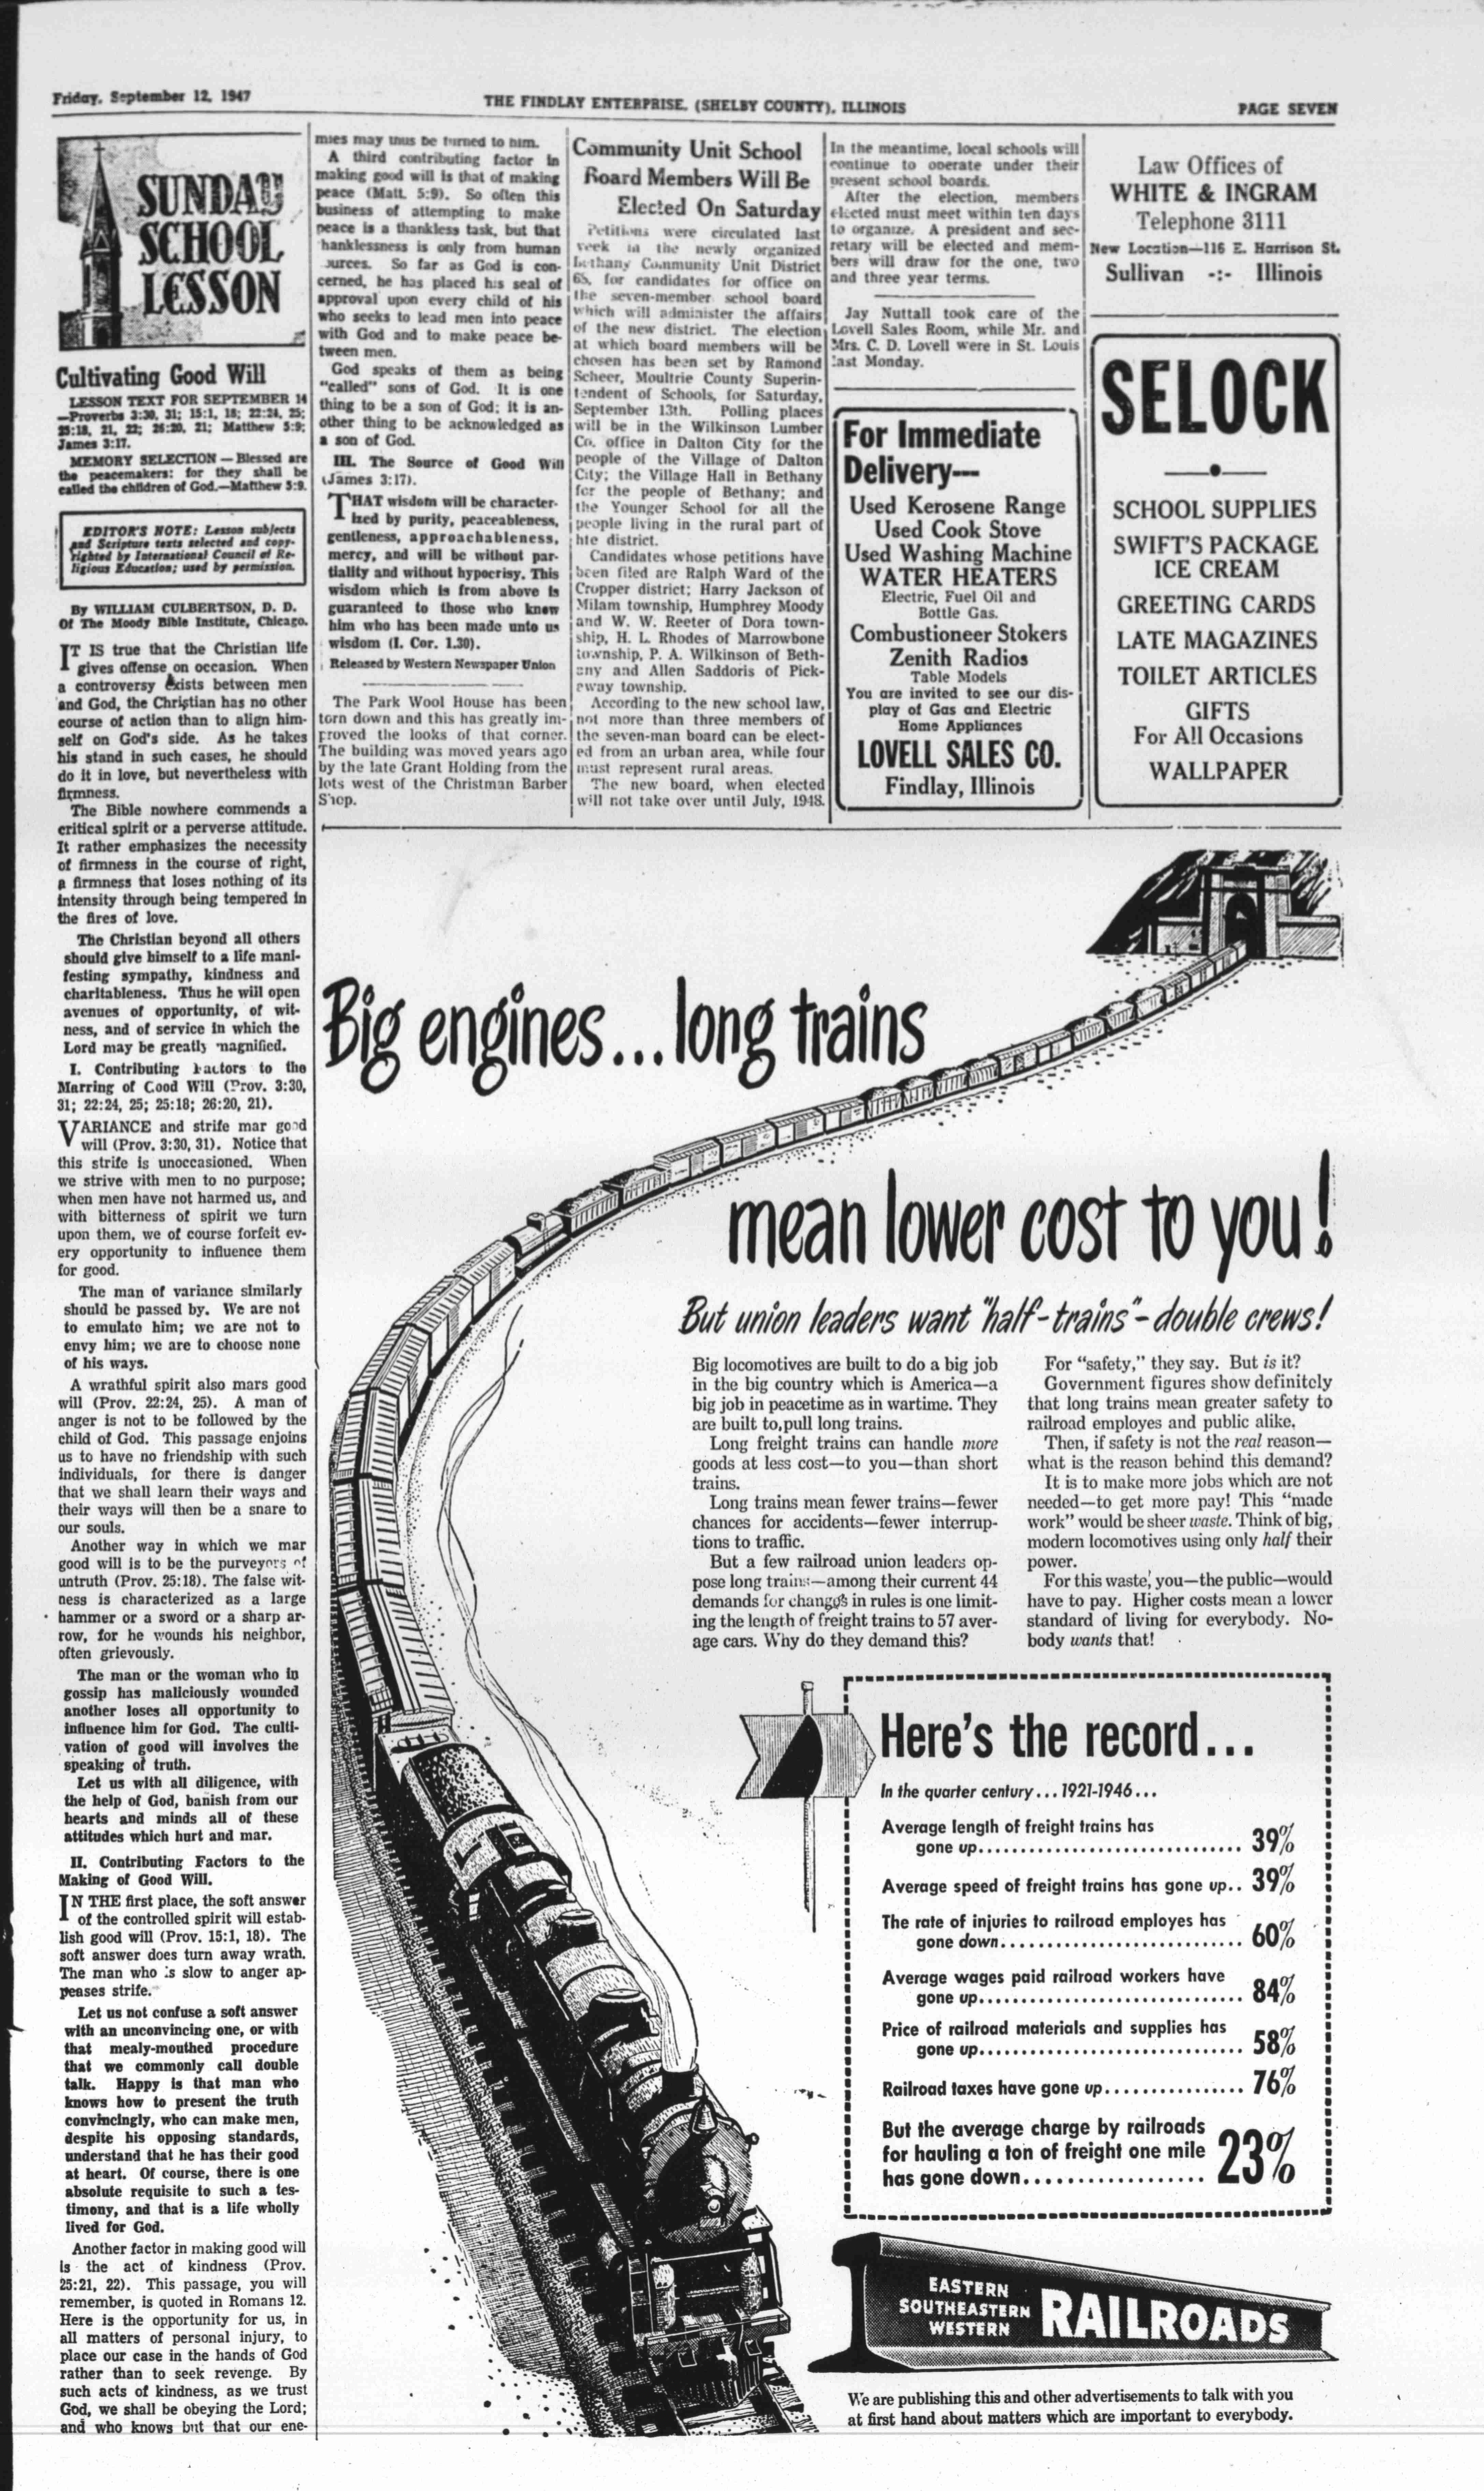 Friday, September 12, 1947
THE FINDLAY ENTERPRISE, (SHELBY COUNTY), ILLINOIS
PAGE SEVEN
SUNDAY
SCHOOL
LESSON
Cultivating Good Will
LESSON TEXT FOR SEPTEMBER 14
—Proverbs 3:30, 31; 15:1, 18; 22:24, 25;
25:18, 21, 22; 26:20, 21; Matthew 5:9;
James 3:17.
MEMORY SELECTION — Blessed are
the peacemakers: for they shall be
called the children of God.—Matthew 5:9.
EDITOR'S NOTE: Lesson subjects
and Scripture texts selected and copy-
righted by International Council of Re-
ligious Education; used by permission.
By WILLIAM CULBERTSON, D. D.
Of The Moody Bible Institute, Chicago.
IT IS true that the Christian life
gives offense on occasion. When
a controversy exists between men
and God, the Christian has no other
course of action than to align him-
self on God's side. As he takes
his stand in such cases, he should
do it in love, but nevertheless with
firmness.
The Bible nowhere commends a
critical spirit or a perverse attitude.
It rather emphasizes the necessity
of firmness in the course of right,
a firmness that loses nothing of its
intensity through being tempered in
the fires of love.
The Christian beyond all others
should give himself to a life mani-
festing sympathy, kindness and
charitableness. Thus he will open
avenues of opportunity, of wit-
ness, and of service in which the
Lord may be greatly magnified.
I. Contributing Factors to the
Marring of Good Will (Prov. 3:30,
31; 22:24, 25; 25:18; 26:20, 21).
VARIANCE and strife mar good
will (Prov. 3:30, 31). Notice that
this strife is unoccasioned. When
we strive with men to no purpose;
when men have not harmed us, and
with bitterness of spirit we turn
upon them, we of course forfeit ev-
ery opportunity to influence them
for good.
The man of variance similarly
should be passed by. We are not
to emulate him; we are not to
envy him; we are to choose none
of his ways.
A wrathful spirit also mars good
will (Prov. 22:24, 25). A man of
anger is not to be followed by the
child of God. This passage enjoins
us to have no friendship with such
individuals, for there is danger
that we shall learn their ways and
their ways will then be a snare to
our souls.
Another way in which we mar
good will is to be the purveyors of
untruth (Prov. 25:18). The false wit-
ness is characterized as a large
hammer or a sword or a sharp ar-
row, for he wounds his neighbor,
often grievously.
The man or the woman who in
gossip has maliciously wounded
another loses all opportunity to
influence him for God. The culti-
vation of good will involves the
speaking of truth.
Let us with all diligence, with
the help of God, banish from our
hearts and minds all of these
attitudes which hurt and mar.
II. Contributing Factors to the
Making of Good Will.
IN THE first place, the soft answer
of the controlled spirit will estab-
lish good will (Prov. 15:1, 18). The
soft answer does turn away wrath.
The man who is slow to anger ap-
peases strife.
Let us not confuse a soft answer
with an unconvincing one, or with
that mealy-mouthed procedure
that we commonly call double
talk. Happy is that man who
knows how to present the truth
convincingly, who can make men,
despite his opposing standards,
understand that he has their good
at heart. Of course, there is one
absolute requisite to such a tes-
timony, and that is a life wholly
lived for God.
Another factor in making good will
is the act of kindness (Prov.
25:21, 22). This passage, you will
remember, is quoted in Romans 12.
Here is the opportunity for us, in
all matters of personal injury, to
place our case in the hands of God
rather than to seek revenge. By
such acts of kindness, as we trust
God, we shall be obeying the Lord;
and who knows but that our ene-
mies may thus be turned to him.
A third contributing factor in
making good will is that of making
peace (Matt. 5:9). So often this
business of attempting to make
peace is a thankless task, but that
hanklessness is only from human
ources. So far as God is con-
cerned, he has placed his seal of
approval upon every child of his
who seeks to lead men into peace
with God and to make peace be-
tween men.
God speaks of them as being
"called" sons of God. It is one
thing to be a son of God; it is an-
other thing to be acknowledged as
a son of God.
III. The Source of Good Will
(James 3:17).
THAT wisdom will be character-
ized by purity, peaceableness,
gentleness, approachableness,
mercy, and will be without par-
tiality and without hypocrisy. This
wisdom which is from above is
guaranteed to those who know
him who has been made unto us
wisdom (I. Cor. 1.30).
Released by Western Newspaper Union
The Park Wool House has been
torn down and this has greatly im-
proved the looks of that corner.
The building was moved years ago
by the late Grant Holding from the
lots west of the Christman Barber
Shop.
Community Unit School
Board Members Will Be
Elected On Saturday
Petitions were circulated last
week in the newly organized
Bethany Community Unit District
65, for candidates for office on
the seven-member school board
which will administer the affairs
of the new district. The election
at which board members will be
chosen has been set by Ramond
Scheer, Moultrie County Superin-
tendent of Schools, for Saturday,
September 13th. Polling places
will be in the Wilkinson Lumber
Co. office in Dalton City for the
people of the Village of Dalton
City; the Village Hall in Bethany
for the people of Bethany; and
the Younger School for all the
people living in the rural part of
hte district.
Candidates whose petitions have
been filed are Ralph Ward of the
Cropper district; Harry Jackson of
Milam township, Humphrey Moody
and W. W. Reeter of Dora town-
ship, H. L. Rhodes of Marrowbone
township, P. A. Wilkinson of Beth-
any and Allen Saddoris of Pick-
away township.
According to the new school law,
not more than three members of
the seven-man board can be elect-
ed from an urban area, while four
must represent rural areas.
The new board, when elected
will not take over until July, 1948.
In the meantime, local schools will
continue to operate under their
present school boards.
After the election, members
elected must meet within ten days
to organize. A president and sec-
retary will be elected and mem-
bers will draw for the one, two
and three year terms.
Jay Nuttall took care of the
Lovell Sales Room, while Mr. and
Mrs. C. D. Lovell were in St. Louis
last Monday.
For Immediate
Delivery—
Used Kerosene Range
Used Cook Stove
Used Washing Machine
WATER HEATERS
Electric, Fuel Oil and
Bottle Gas.
Combustioneer Stokers
Zenith Radios
Table Models
You are invited to see our dis-
play of Gas and Electric
Home Appliances
LOVELL SALES CO.
Findlay, Illinois
Law Offices of
WHITE & INGRAM
Telephone 3111
New Location—116 E. Harrison St.
Sullivan -:- Illinois
SELOCK
SCHOOL SUPPLIES
SWIFT'S PACKAGE
ICE CREAM
GREETING CARDS
LATE MAGAZINES
TOILET ARTICLES
GIFTS
For All Occasions
WALLPAPER
Big engines...long trains
mean lower cost to you!
But union leaders want "half-trains"-double crews!
Big locomotives are built to do a big job
in the big country which is America—a
big job in peacetime as in wartime. They
are built to pull long trains.
Long freight trains can handle more
goods at less cost—to you—than short
trains.
Long trains mean fewer trains—fewer
chances for accidents—fewer interrup-
tions to traffic.
But a few railroad union leaders op-
pose long trains—among their current 44
demands for changes in rules is one limit-
ing the length of freight trains to 57 aver-
age cars. Why do they demand this?
For "safety," they say. But is it?
Government figures show definitely
that long trains mean greater safety to
railroad employes and public alike.
Then, if safety is not the real reason—
what is the reason behind this demand?
It is to make more jobs which are not
needed—to get more pay! This "made
work" would be sheer waste. Think of big,
modern locomotives using only half their
power.
For this waste, you—the public—would
have to pay. Higher costs mean a lower
standard of living for everybody. No-
body wants that!
Here's the record...
In the quarter century...1921-1946...
Average length of freight trains has
gone up.............................. 39%
Average speed of freight trains has gone up.. 39%
The rate of injuries to railroad employes has
gone down............................ 60%
Average wages paid railroad workers have
gone up.............................. 84%
Price of railroad materials and supplies has
gone up.............................. 58%
Railroad taxes have gone up................ 76%
But the average charge by railroads
for hauling a ton of freight one mile
has gone down.................. 23%
EASTERN
SOUTHEASTERN
WESTERN
RAILROADS
We are publishing this and other advertisements to talk with you
at first hand about matters which are important to everybody.